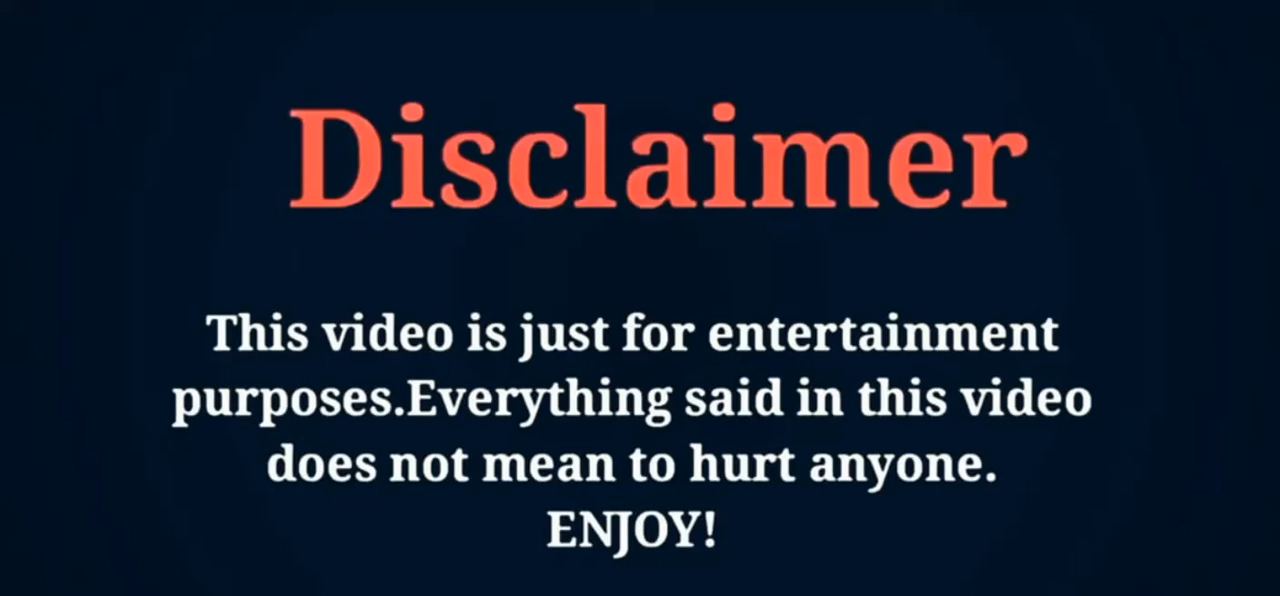 Disclaimer
This video is just for entertainment
purposes.Everything said in this video
does not mean to hurt anyone.
ENJOY!